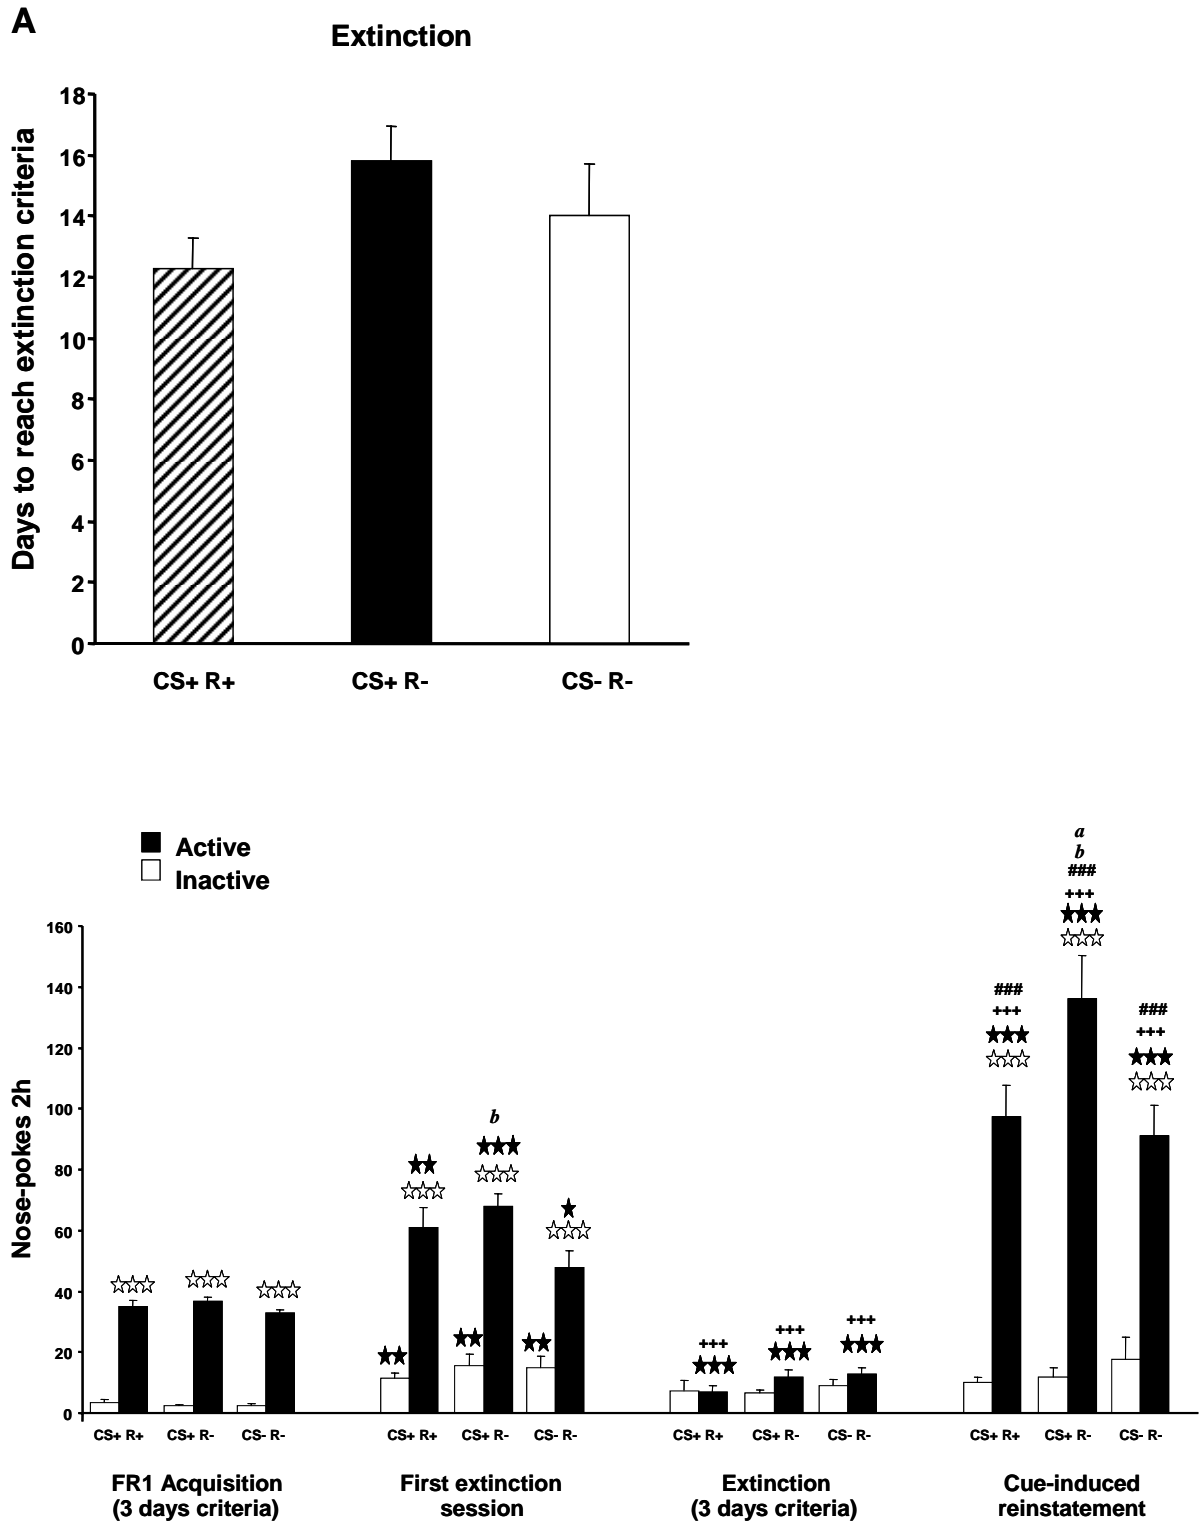 A
Extinction
Days to reach extinction criteria
18
16
14
12
10
8
6
4
2
0
CS+ R+ CS+ R- CS- R-
Active
Inactive
Nose-pokes 2h
160
140
120
100
80
60
40
20
0
☆☆☆ ☆☆☆ ☆☆☆
★★ ★★ ★★
★★
☆☆☆
b
★★★
☆☆☆
★
☆☆☆
+++
★★★
+++
★★★
+++
★★★
###
+++
★★★
☆☆☆
a
b
###
+++
★★★
☆☆☆
###
+++
★★★
☆☆☆
CS+ R+ CS+ R- CS- R- CS+ R+ CS+ R- CS- R- CS+ R+ CS+ R- CS- R- CS+ R+ CS+ R- CS- R-
FR1 Acquisition
(3 days criteria)
First extinction
session
Extinction
(3 days criteria)
Cue-induced
reinstatement